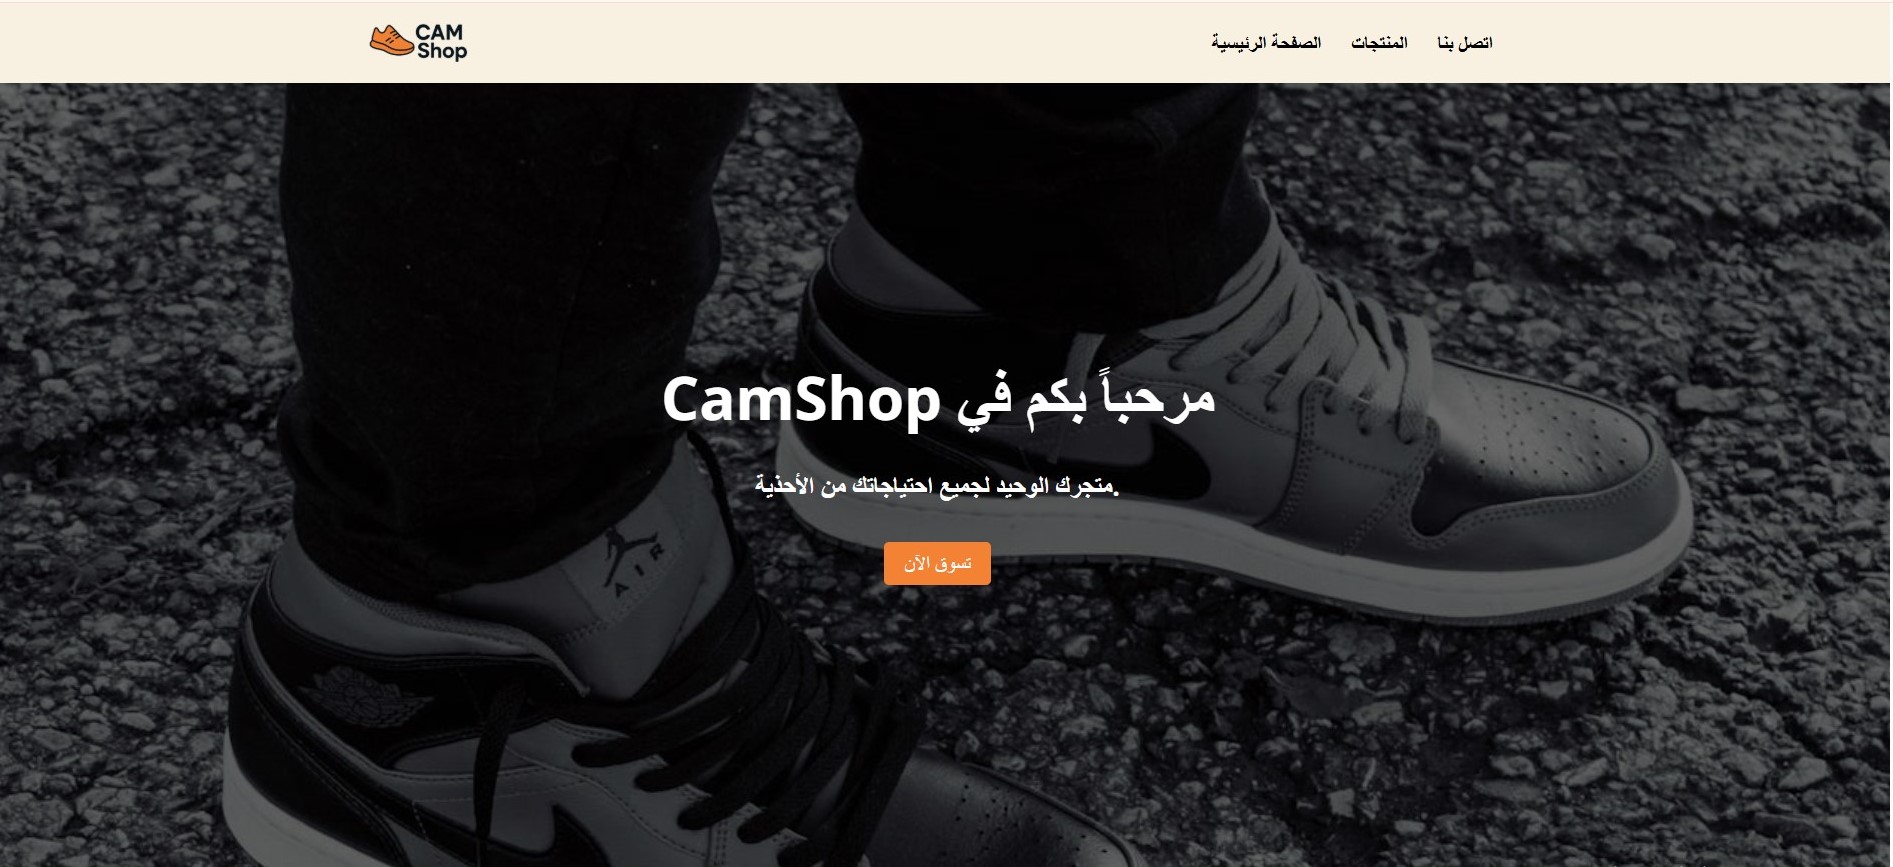 CAM
Shop
الصفحة الرئيسية
المنتجات
اتصل بنا
مرحباً بكم في CamShop
متجرك الوحيد لجميع احتياجاتك من الأحذية.
تسوق الآن
AIR